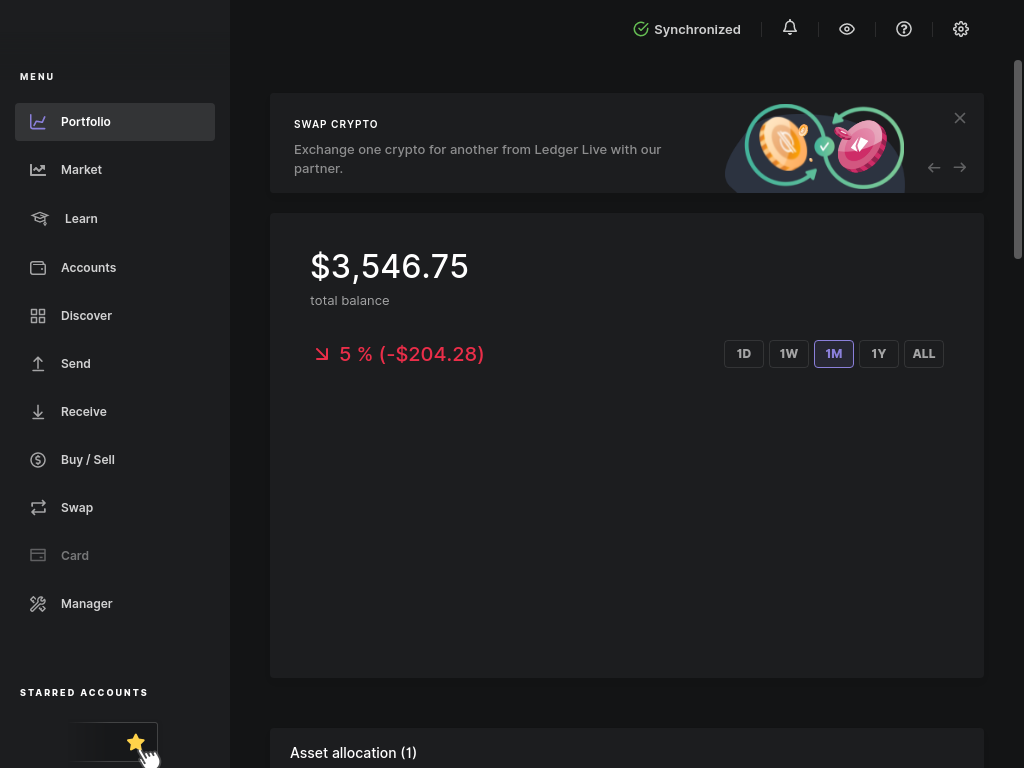 Synchronized
MENU
Portfolio
Market
Learn
Accounts
Discover
Send
Receive
Buy / Sell
Swap
Card
Manager
STARRED ACCOUNTS
SWAP CRYPTO
Exchange one crypto for another from Ledger Live with our
partner.
$3,546.75
total balance
5 % (-$204.28)
1D 1W 1M 1Y ALL
Asset allocation (1)